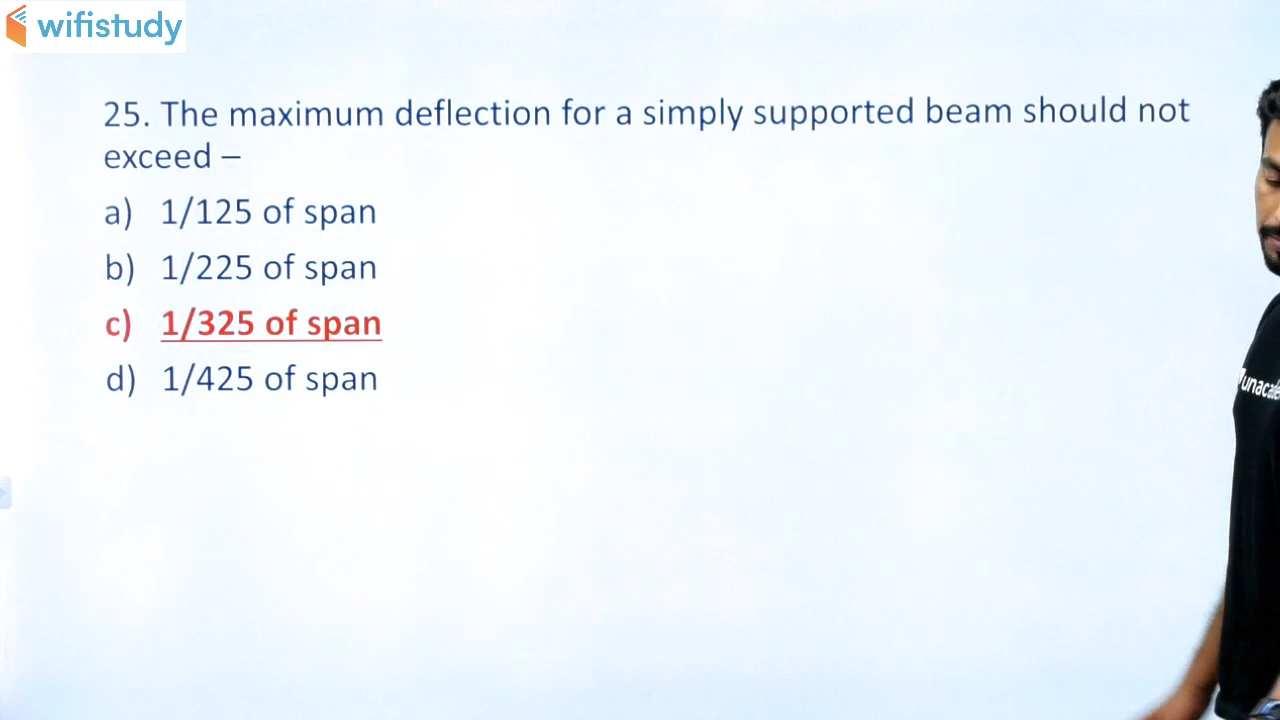 wifistudy
25. The maximum deflection for a simply supported beam should not
exceed –
a) 1/125 of span
b) 1/225 of span
c) 1/325 of span
d) 1/425 of span